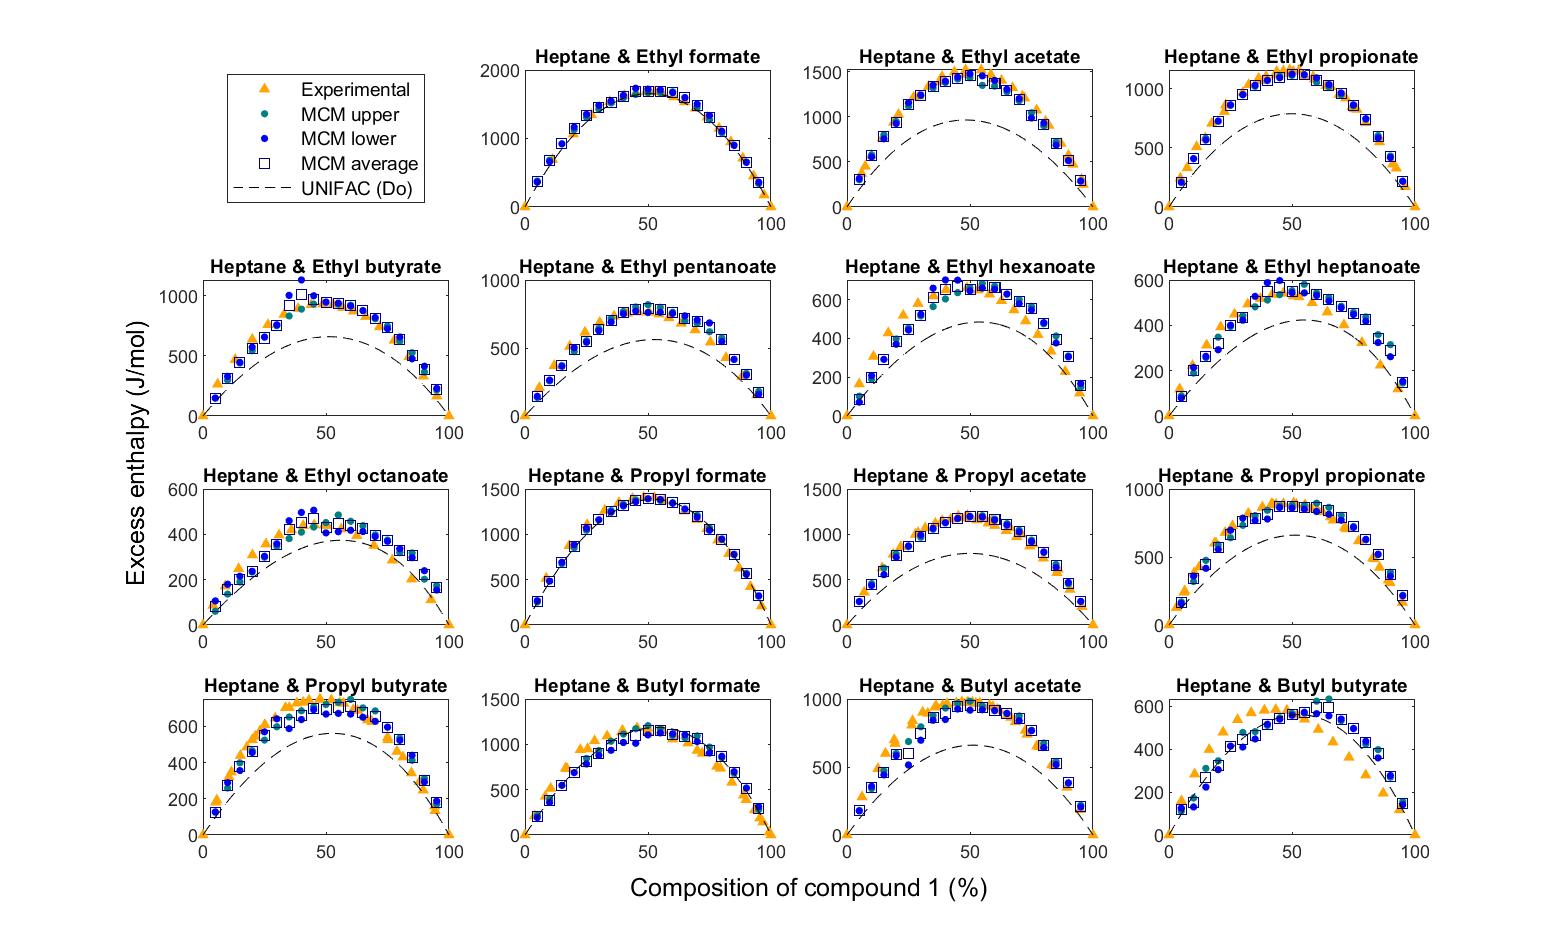 Heptane & Ethyl formate
Heptane & Ethyl acetate
Heptane & Ethyl propionate
Experimental
MCM upper
MCM lower
MCM average
UNIFAC (Do)
2000
1000
0
0 50 100
1500
1000
500
0
0 50 100
1000
500
0
0 50 100
Heptane & Ethyl butyrate
Heptane & Ethyl pentanoate
Heptane & Ethyl hexanoate
Heptane & Ethyl heptanoate
1000
500
0
0 50 100
1000
500
0
0 50 100
600
400
200
0
0 50 100
600
400
200
0
0 50 100
Excess enthalpy (J/mol)
Heptane & Ethyl octanoate
Heptane & Propyl formate
Heptane & Propyl acetate
Heptane & Propyl propionate
600
400
200
0
0 50 100
1500
1000
500
0
0 50 100
1500
1000
500
0
0 50 100
1000
500
0
0 50 100
Heptane & Propyl butyrate
Heptane & Butyl formate
Heptane & Butyl acetate
Heptane & Butyl butyrate
600
400
200
0
0 50 100
1500
1000
500
0
0 50 100
1000
500
0
0 50 100
600
400
200
0
0 50 100
Composition of compound 1 (%)